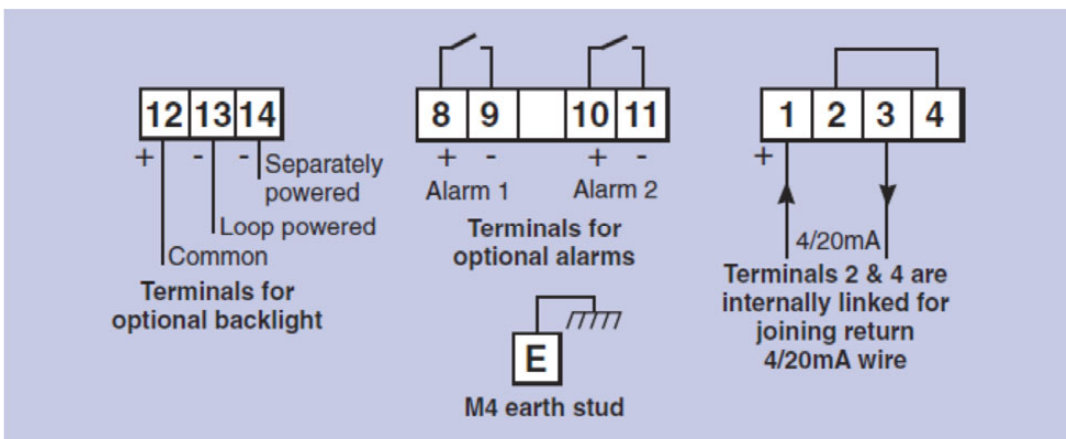 12 13 14
+ - -
Separately
powered
Loop powered
Common
Terminals for
optional backlight
8 9 10 11
+ - + -
Alarm 1 Alarm 2
Terminals for
optional alarms
E
M4 earth stud
1 2 3 4
+
4/20mA
Terminals 2 & 4 are
internally linked for
joining return
4/20mA wire